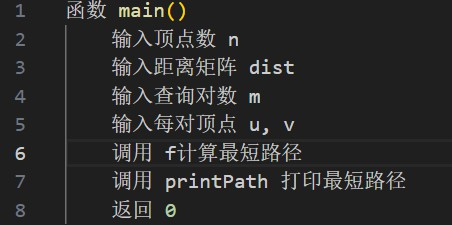 1 函数 main()
2 输入顶点数 n
3 输入距离矩阵 dist
4 输入查询对数 m
5 输入每对顶点 u, v
6 调用 f计算最短路径
7 调用 printPath 打印最短路径
8 返回 0